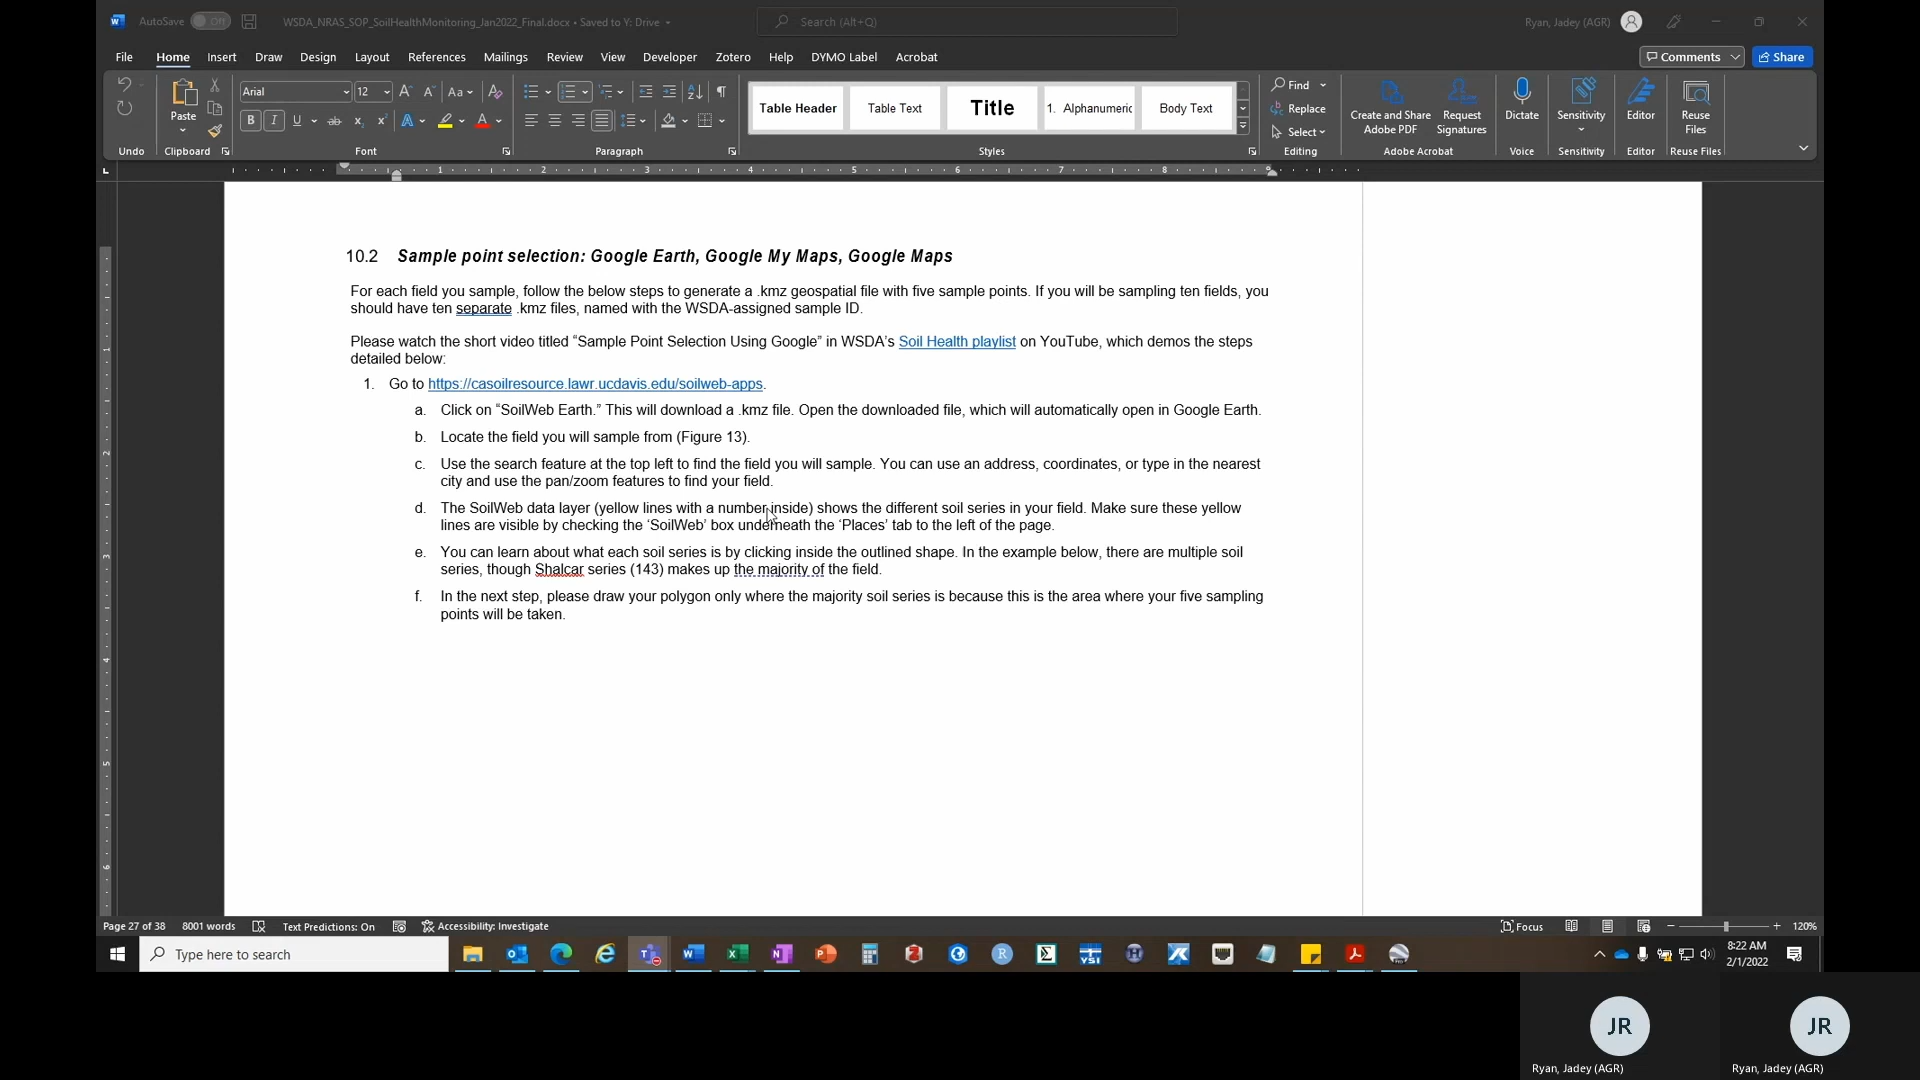 AutoSave Off WSDA_NRAS_SOP_SoilHealthMonitoring_Jan2022_Final.docx • Saved to Y: Drive Search (Alt+Q) Ryan, Jadey (AGR)
File Home Insert Draw Design Layout References Mailings Review View Developer Zotero Help DYMO Label Acrobat Comments Share
Arial 12
Paste
Table Header Table Text Title 1. Alphanumeric Body Text
Find
Replace
Select
Create and Share Adobe PDF
Request Signatures
Dictate
Sensitivity
Editor
Reuse Files
Undo Clipboard Font Paragraph Styles Editing Adobe Acrobat Voice Sensitivity Editor Reuse Files
1 2 3 4 5 6 7 8
10.2 Sample point selection: Google Earth, Google My Maps, Google Maps
For each field you sample, follow the below steps to generate a .kmz geospatial file with five sample points. If you will be sampling ten fields, you
should have ten separate .kmz files, named with the WSDA-assigned sample ID.
Please watch the short video titled “Sample Point Selection Using Google” in WSDA’s Soil Health playlist on YouTube, which demos the steps
detailed below:
1. Go to https://casoilresource.lawr.ucdavis.edu/soilweb-apps.
a. Click on “SoilWeb Earth.” This will download a .kmz file. Open the downloaded file, which will automatically open in Google Earth.
b. Locate the field you will sample from (Figure 13).
c. Use the search feature at the top left to find the field you will sample. You can use an address, coordinates, or type in the nearest
city and use the pan/zoom features to find your field.
d. The SoilWeb data layer (yellow lines with a number inside) shows the different soil series in your field. Make sure these yellow
lines are visible by checking the ‘SoilWeb’ box underneath the ‘Places’ tab to the left of the page.
e. You can learn about what each soil series is by clicking inside the outlined shape. In the example below, there are multiple soil
series, though Shalcar series (143) makes up the majority of the field.
f. In the next step, please draw your polygon only where the majority soil series is because this is the area where your five sampling
points will be taken.
Page 27 of 38 8001 words Text Predictions: On Accessibility: Investigate Focus 120%
Type here to search
8:22 AM
2/1/2022
JR JR
Ryan, Jadey (AGR) Ryan, Jadey (AGR)